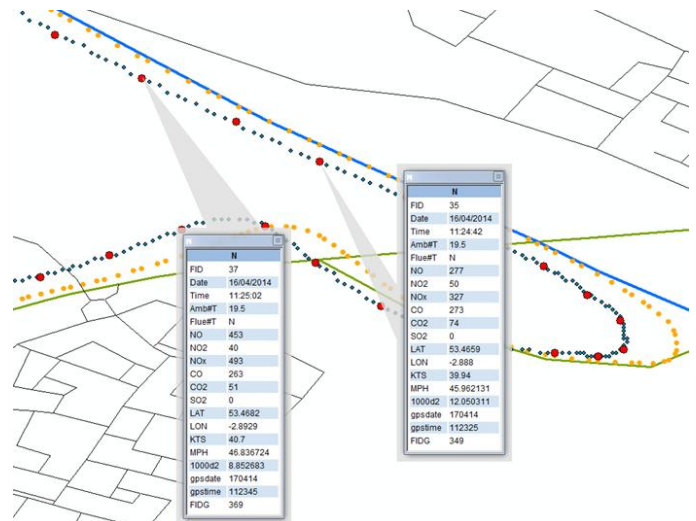 N
FID 37
Date 16/04/2014
Time 11:25:02
Amb#T 19.5
Flue#T N
NO 453
NO2 40
NOx 493
CO 263
CO2 51
SO2 0
LAT 53.4682
LON -2.8929
KTS 40.7
MPH 46.836724
1000d2 8.852683
gpsdate 170414
gpstime 112345
FIDG 369
N
FID 35
Date 16/04/2014
Time 11:24:42
Amb#T 19.5
Flue#T N
NO 277
NO2 50
NOx 327
CO 273
CO2 74
SO2 0
LAT 53.4659
LON -2.888
KTS 39.94
MPH 45.962131
1000d2 12.050311
gpsdate 170414
gpstime 112325
FIDG 349